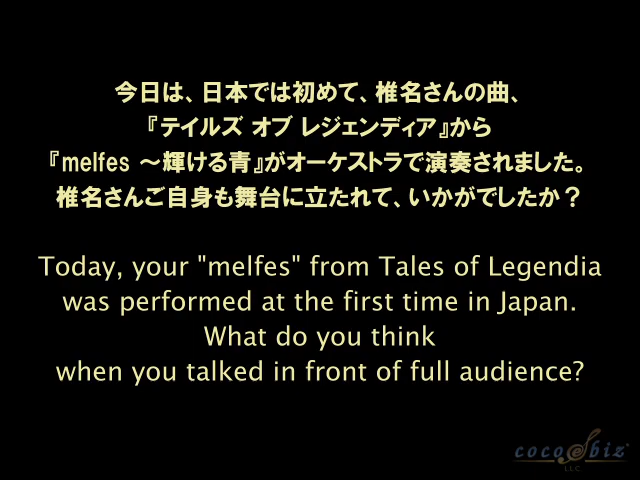 今日は、日本では初めて、椎名さんの曲、
『テイルズ オブ レジェンディア』から
『melfes ～輝ける青』がオーケストラで演奏されました。
椎名さんご自身も舞台に立たれて、いかがでしたか？
Today, your "melfes" from Tales of Legendia
was performed at the first time in Japan.
What do you think
when you talked in front of full audience?
cocoebiz
LLC